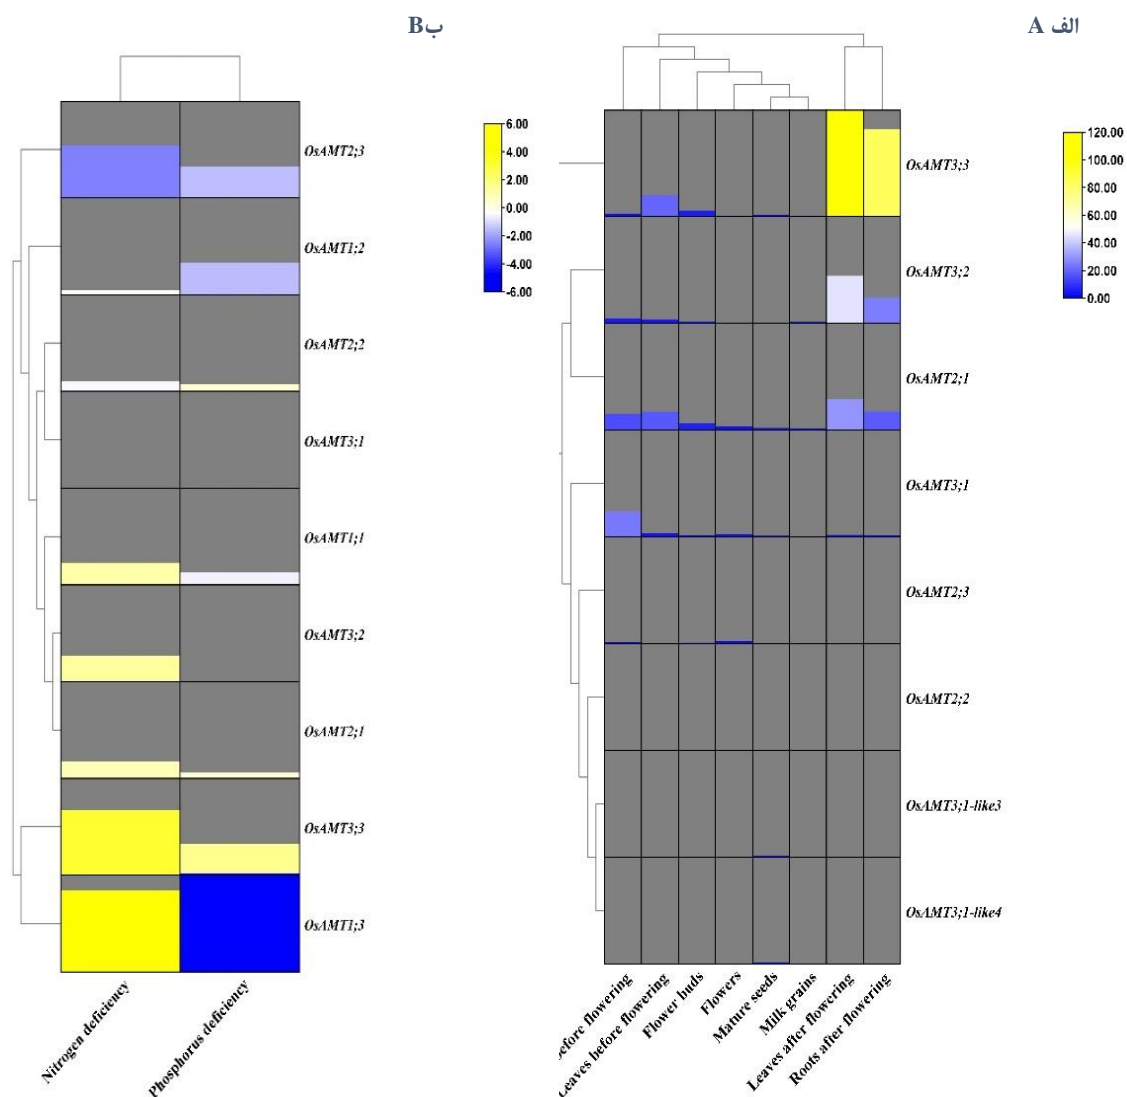 الف A
ب B
6.00
4.00
2.00
0.00
-2.00
-4.00
-6.00
OsAMT2;3
OsAMT1;2
OsAMT2;2
OsAMT3;1
OsAMT1;1
OsAMT3;2
OsAMT2;1
OsAMT3;3
OsAMT1;3
Nitrogen deficiency
Phosphorus deficiency
120.00
100.00
80.00
60.00
40.00
20.00
0.00
OsAMT3;3
OsAMT3;2
OsAMT2;1
OsAMT3;1
OsAMT2;3
OsAMT2;2
OsAMT3;1-like3
OsAMT3;1-like4
before flowering
Leaves before flowering
Flower buds
Flowers
Mature seeds
Milk grains
Leaves after flowering
Roots after flowering